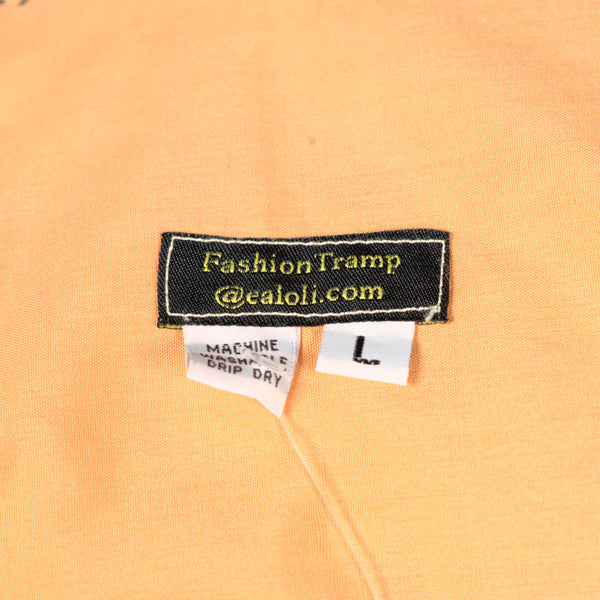 FashionTramp
@ealoli.com
MACHINE
WASHABLE
DRIP DRY
L